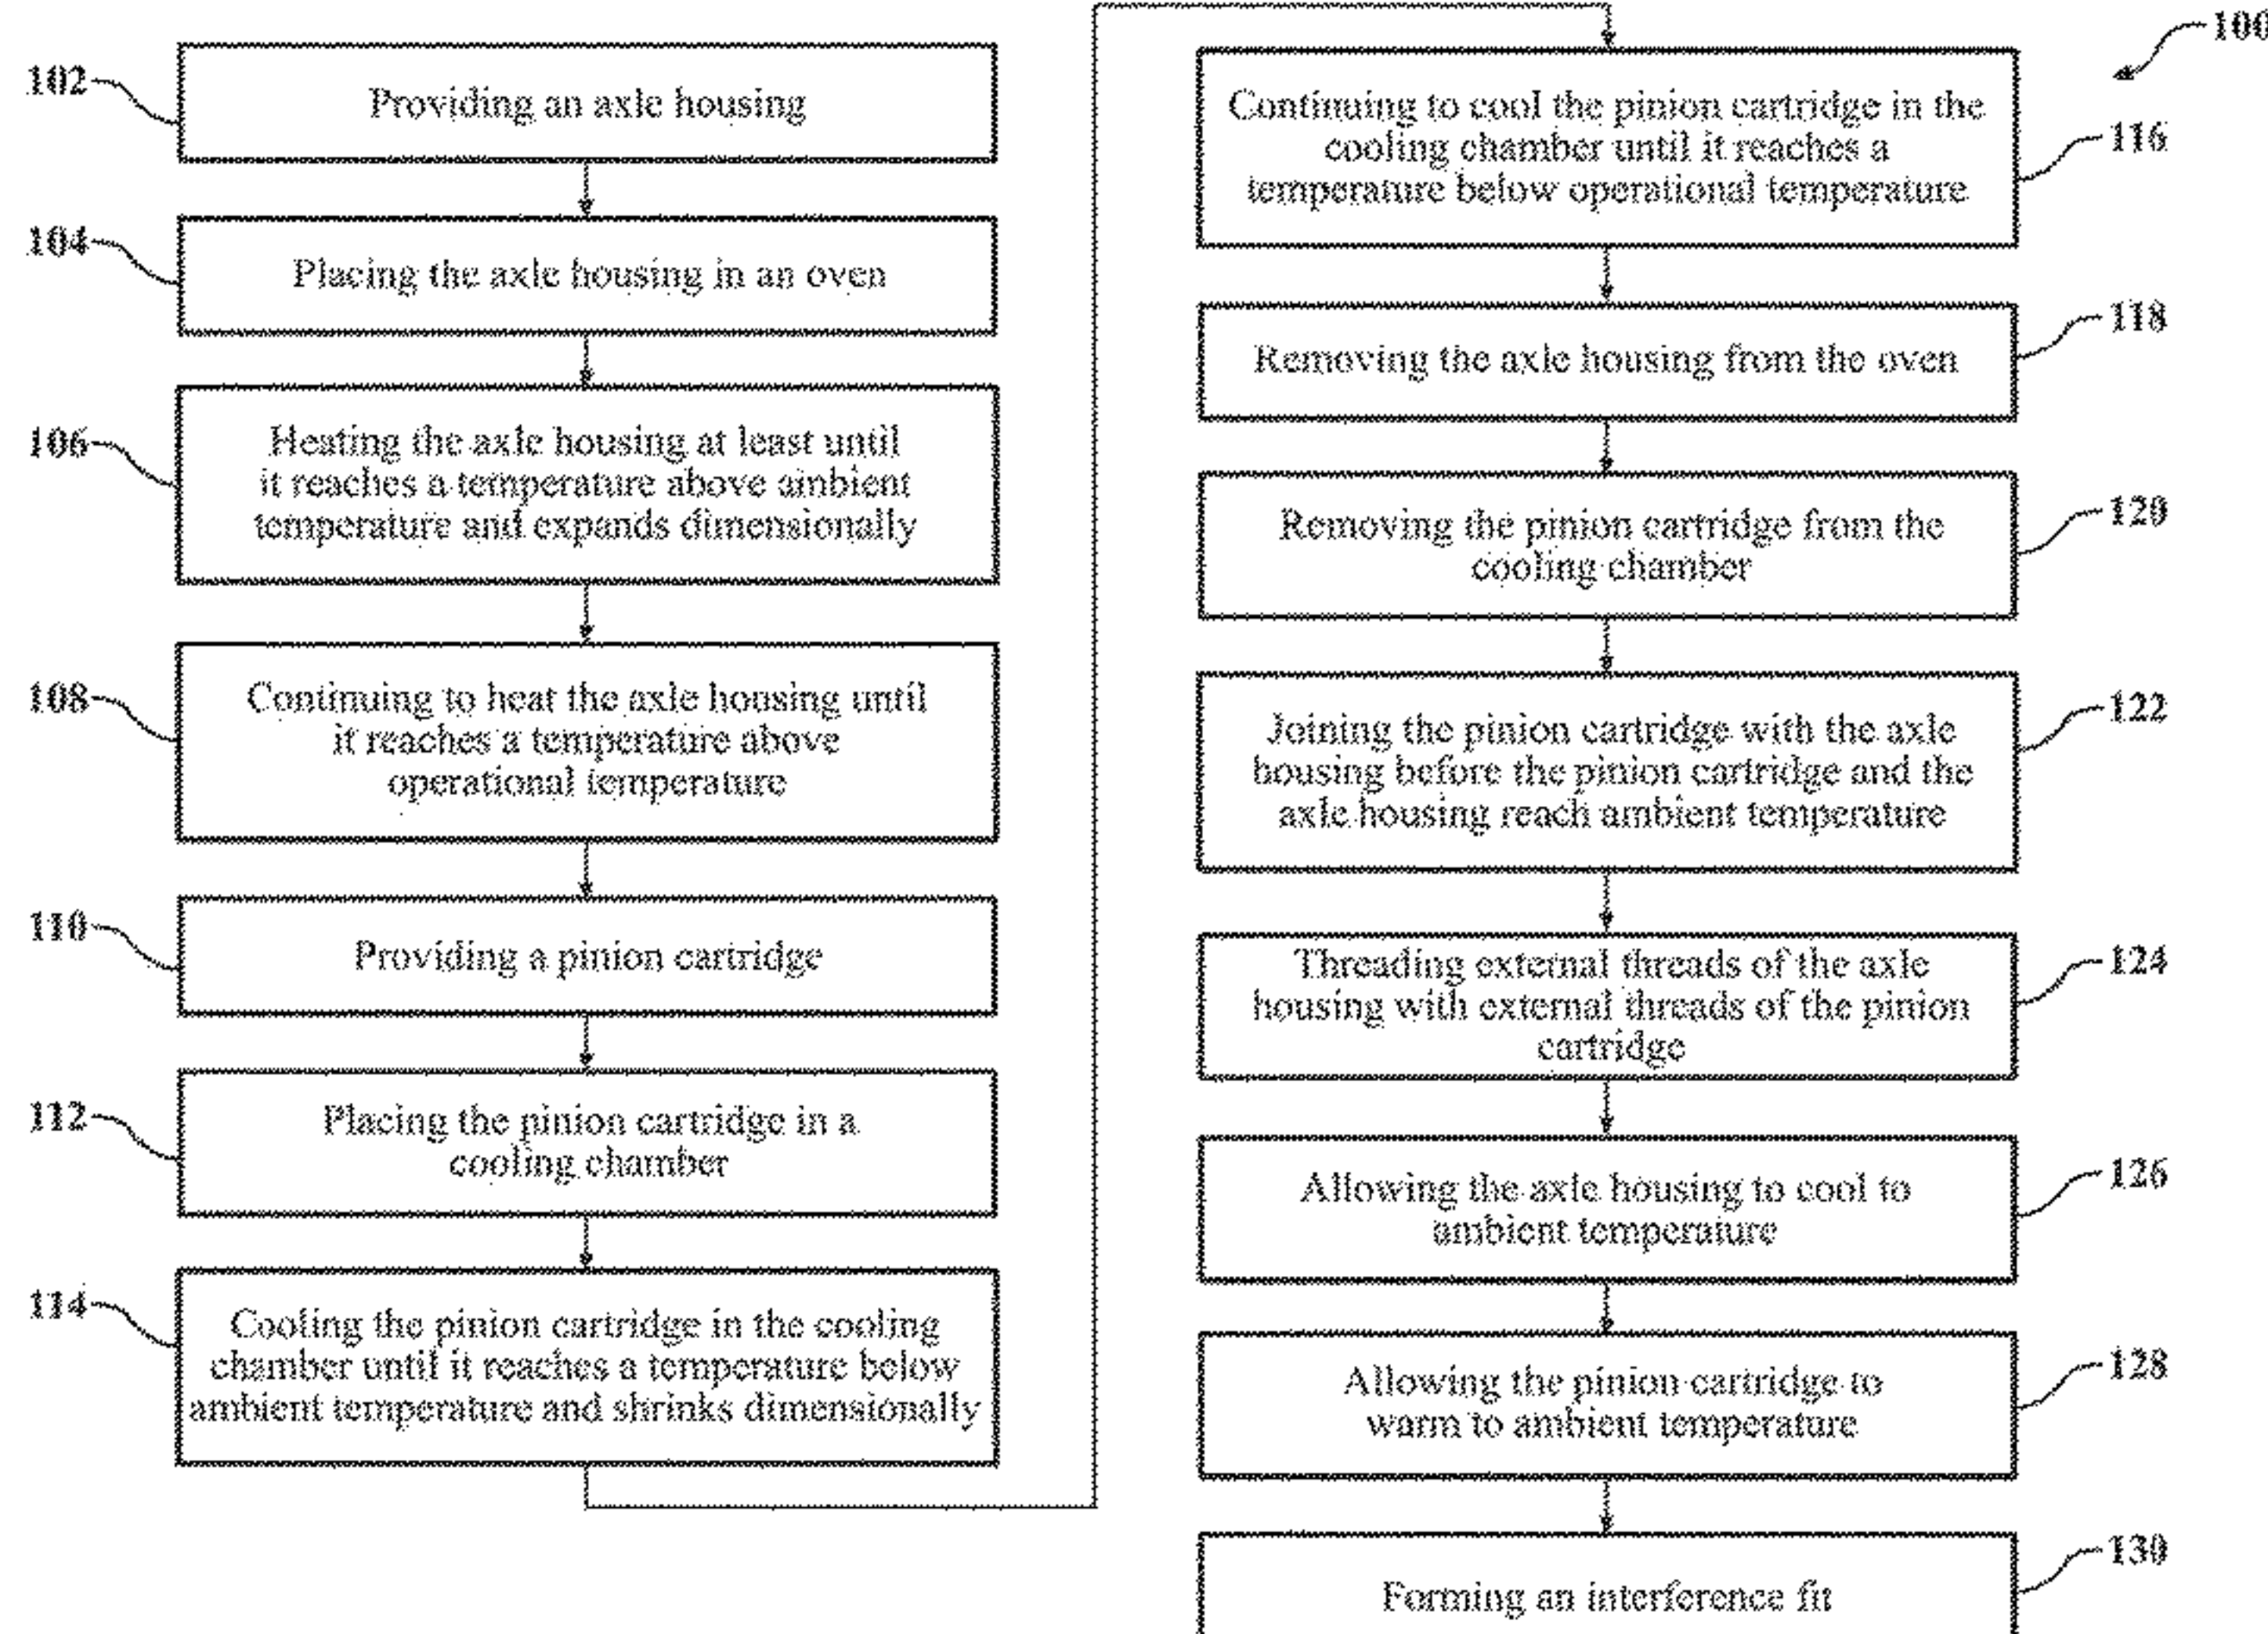 100
102
Providing an axle housing
104
Placing the axle housing in an oven
106
Heating the axle housing at least until
it reaches a temperature above ambient
temperature and expands dimensionally
108
Continuing to heat the axle housing until
it reaches a temperature above
operational temperature
110
Providing a pinion cartridge
112
Placing the pinion cartridge in a
cooling chamber
114
Cooling the pinion cartridge in the cooling
chamber until it reaches a temperature below
ambient temperature and shrinks dimensionally
Continuing to cool the pinion cartridge in the
cooling chamber until it reaches a
temperature below operational temperature
116
Removing the axle housing from the oven
118
Removing the pinion cartridge from the
cooling chamber
120
Joining the pinion cartridge with the axle
housing before the pinion cartridge and the
axle housing reach ambient temperature
122
Threading external threads of the axle
housing with external threads of the pinion
cartridge
124
Allowing the axle housing to cool to
ambient temperature
126
Allowing the pinion cartridge to
warm to ambient temperature
128
Forming an interference fit
130